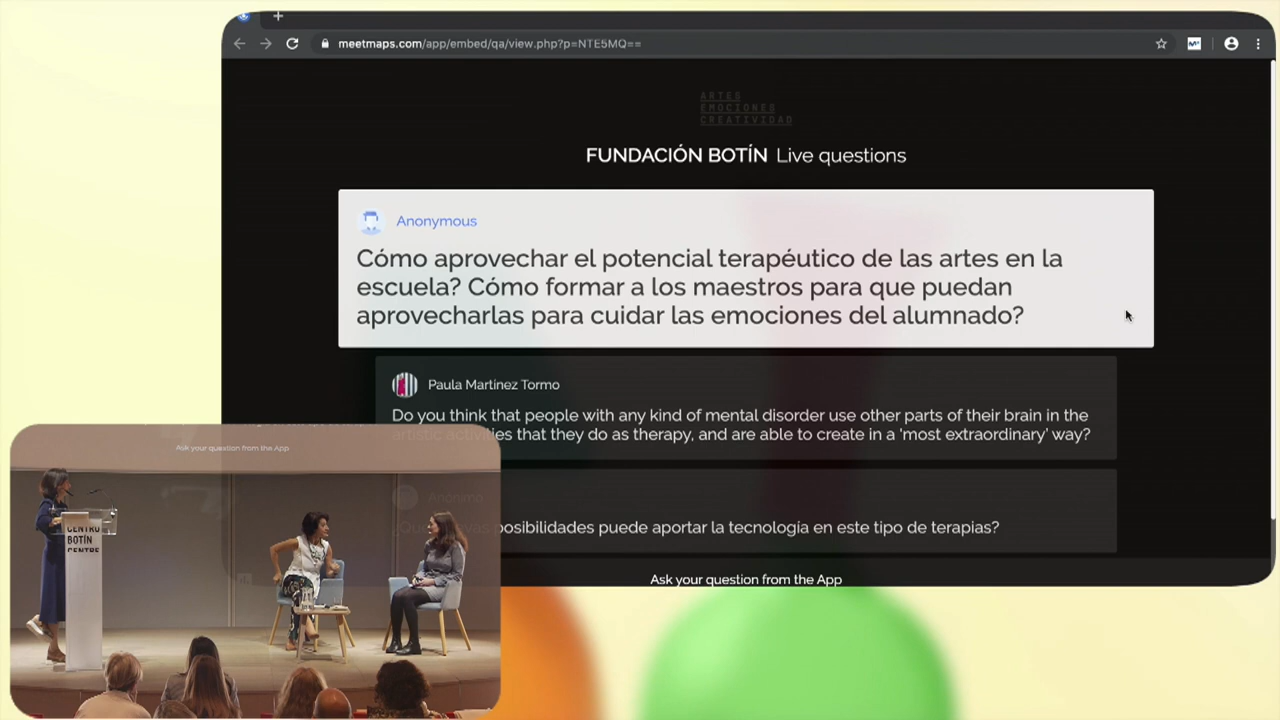 meetmaps.com/app/embed/qa/view.php?p=NTE5MQ==
ARTES
EMOCIONES
CREATIVIDAD
FUNDACIÓN BOTÍN Live questions
Anonymous
Cómo aprovechar el potencial terapéutico de las artes en la
escuela? Cómo formar a los maestros para que puedan
aprovecharlas para cuidar las emociones del alumnado?
Paula Martinez Tormo
Do you think that people with any kind of mental disorder use other parts of their brain in the
artistic activities that they do as therapy, and are able to create in a 'most extraordinary' way?
Anonimo
posibilidades puede aportar la tecnología en este tipo de terapias?
Ask your question from the App
Ask your question from the App
CENTRO
BOTÍN
CENTRE